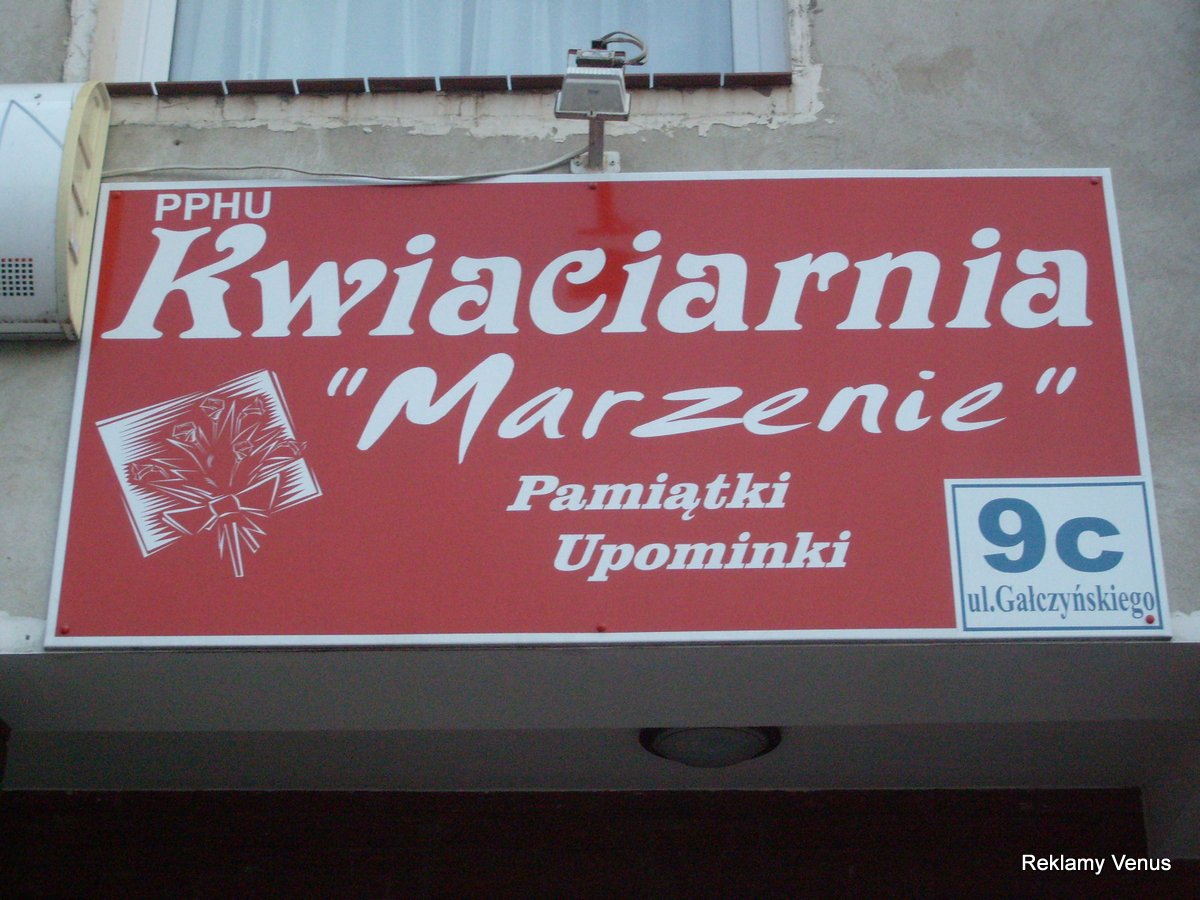 PPHU
Kwiaciarnia
"Marzenie"
Pamiątki
Upominki
9c
ul.Gałczyńskiego
Reklamy Venus